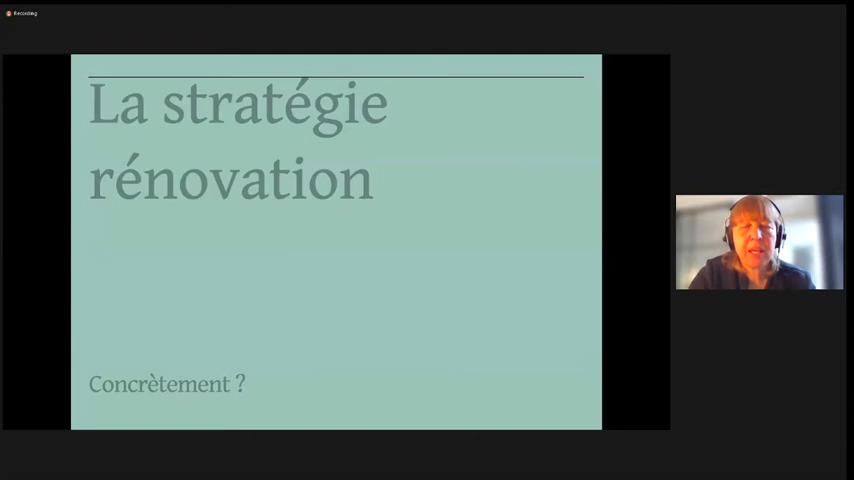 Recording
La stratégie
rénovation
Concrètement ?